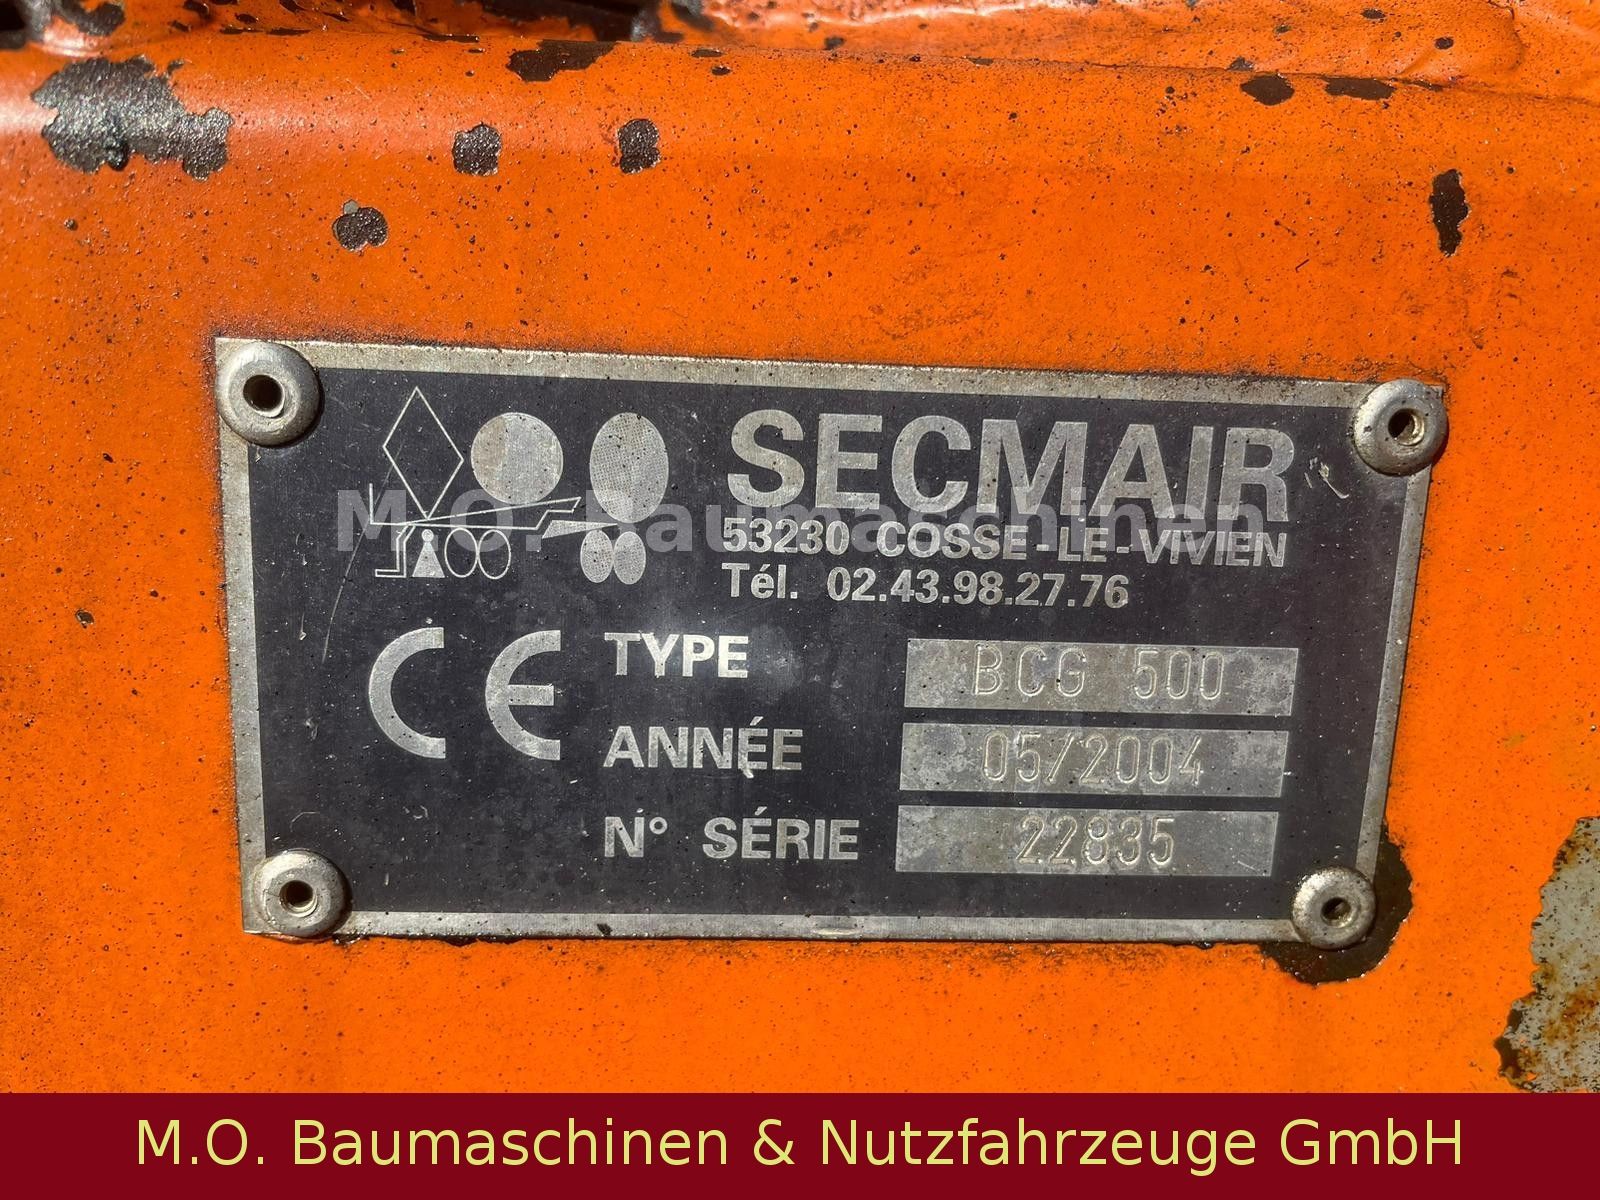 SECMAIR
M.O. Baumaschinen
53230 COSSE-LE-VIVIEN
Tél. 02.43.98.27.76
CE
TYPE BCG 500
ANNÉE 05/2004
N° SÉRIE 22835
M.O. Baumaschinen & Nutzfahrzeuge GmbH